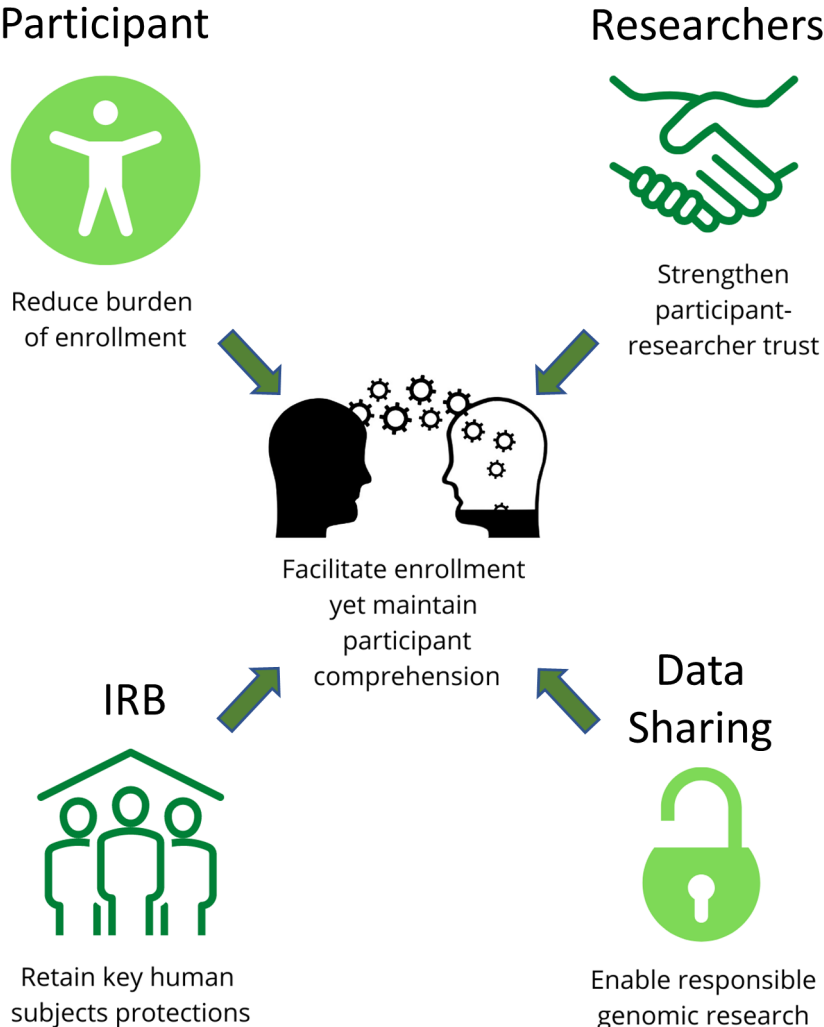 Participant
Researchers
Reduce burden
of enrollment
Strengthen
participant-
researcher trust
Facilitate enrollment
yet maintain
participant
comprehension
IRB
Data
Sharing
Retain key human
subjects protections
Enable responsible
genomic research